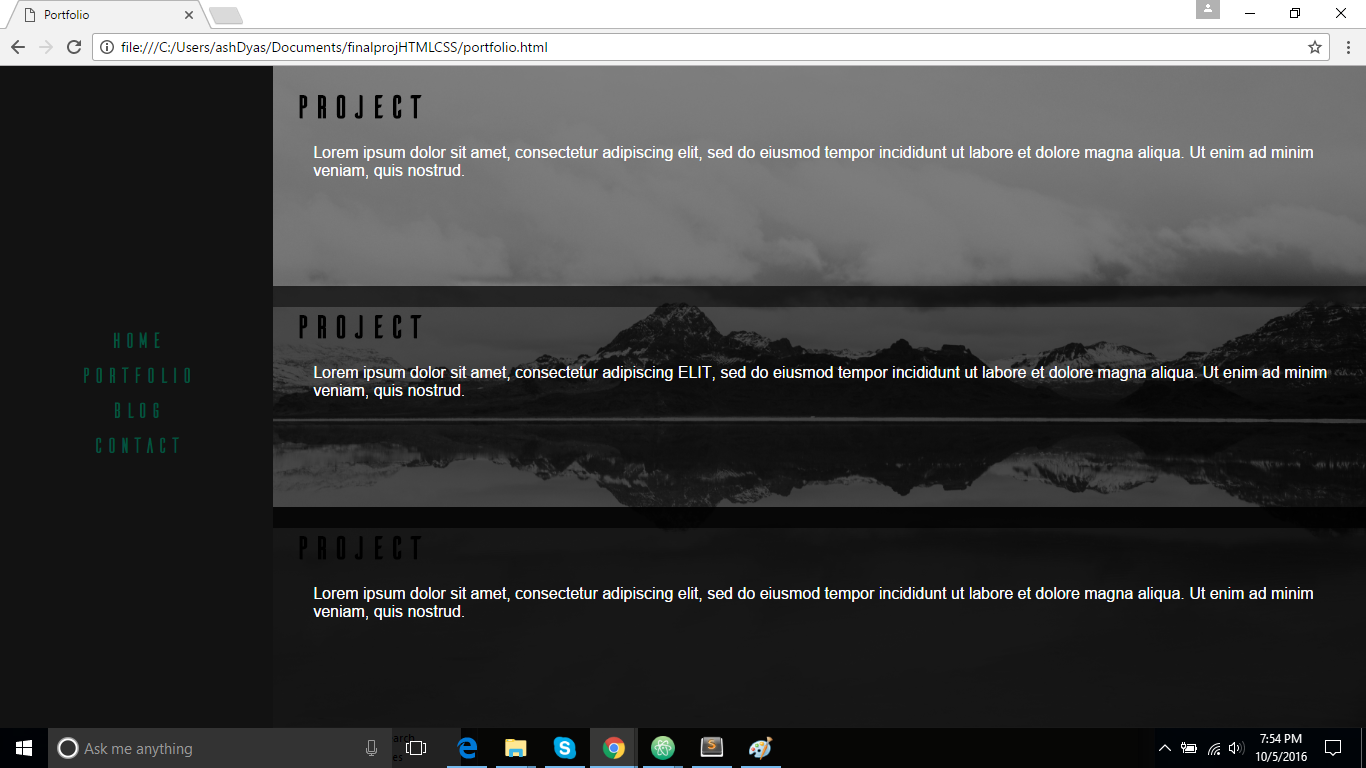 Portfolio
file:///C:/Users/ashDyas/Documents/finalprojHTMLCSS/portfolio.html
PROJECT
Lorem ipsum dolor sit amet, consectetur adipiscing elit, sed do eiusmod tempor incididunt ut labore et dolore magna aliqua. Ut enim ad minim
veniam, quis nostrud.
HOME
PORTFOLIO
BLOG
CONTACT
PROJECT
Lorem ipsum dolor sit amet, consectetur adipiscing ELIT, sed do eiusmod tempor incididunt ut labore et dolore magna aliqua. Ut enim ad minim
veniam, quis nostrud.
PROJECT
Lorem ipsum dolor sit amet, consectetur adipiscing elit, sed do eiusmod tempor incididunt ut labore et dolore magna aliqua. Ut enim ad minim
veniam, quis nostrud.
Ask me anything
arch
es
S
7:54 PM
10/5/2016